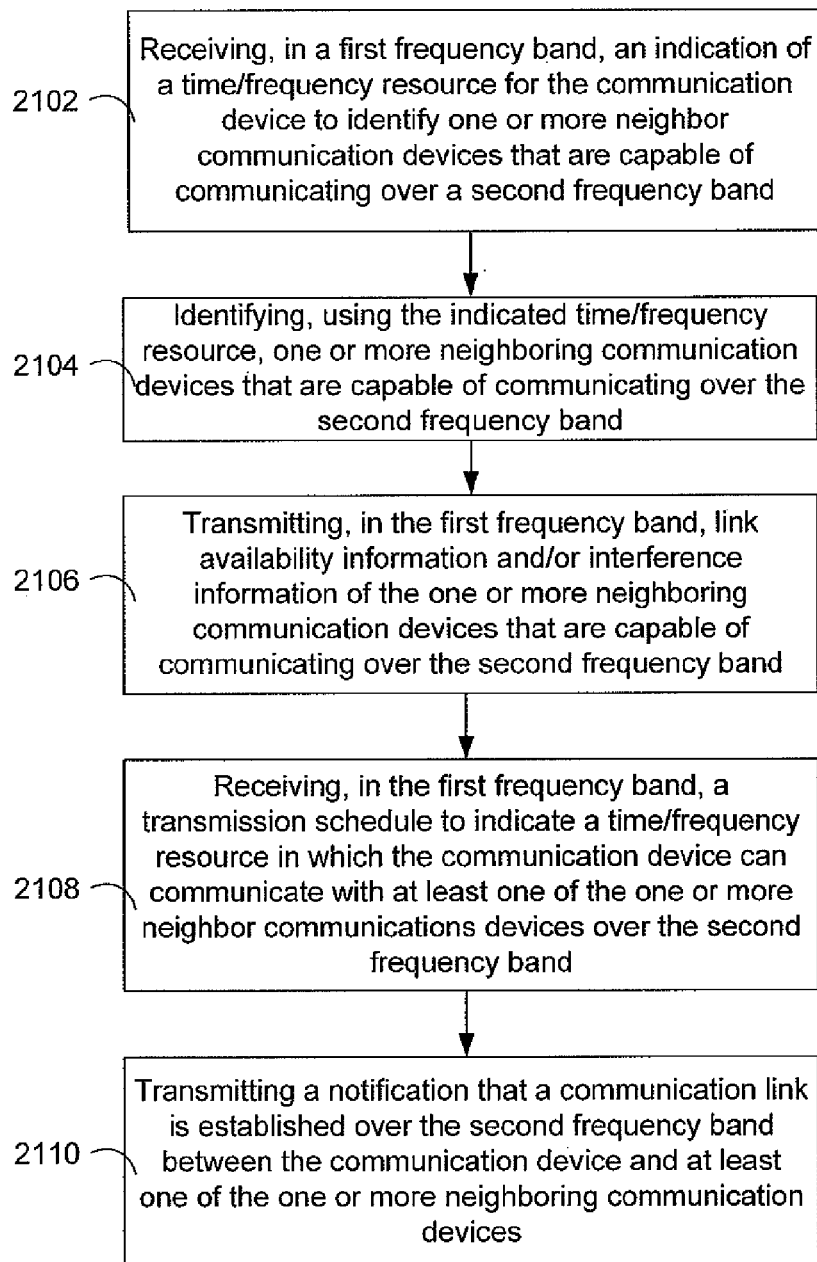 Receiving, in a first frequency band, an indication of
a time/frequency resource for the communication
device to identify one or more neighbor
communication devices that are capable of
communicating over a second frequency band
2102
Identifying, using the indicated time/frequency
resource, one or more neighboring communication
devices that are capable of communicating over the
second frequency band
2104
Transmitting, in the first frequency band, link
availability information and/or interference
information of the one or more neighboring
communication devices that are capable of
communicating over the second frequency band
2106
Receiving, in the first frequency band, a
transmission schedule to indicate a time/frequency
resource in which the communication device can
communicate with at least one of the one or more
neighbor communications devices over the second
frequency band
2108
Transmitting a notification that a communication link
is established over the second frequency band
between the communication device and at least
one of the one or more neighboring communication
devices
2110